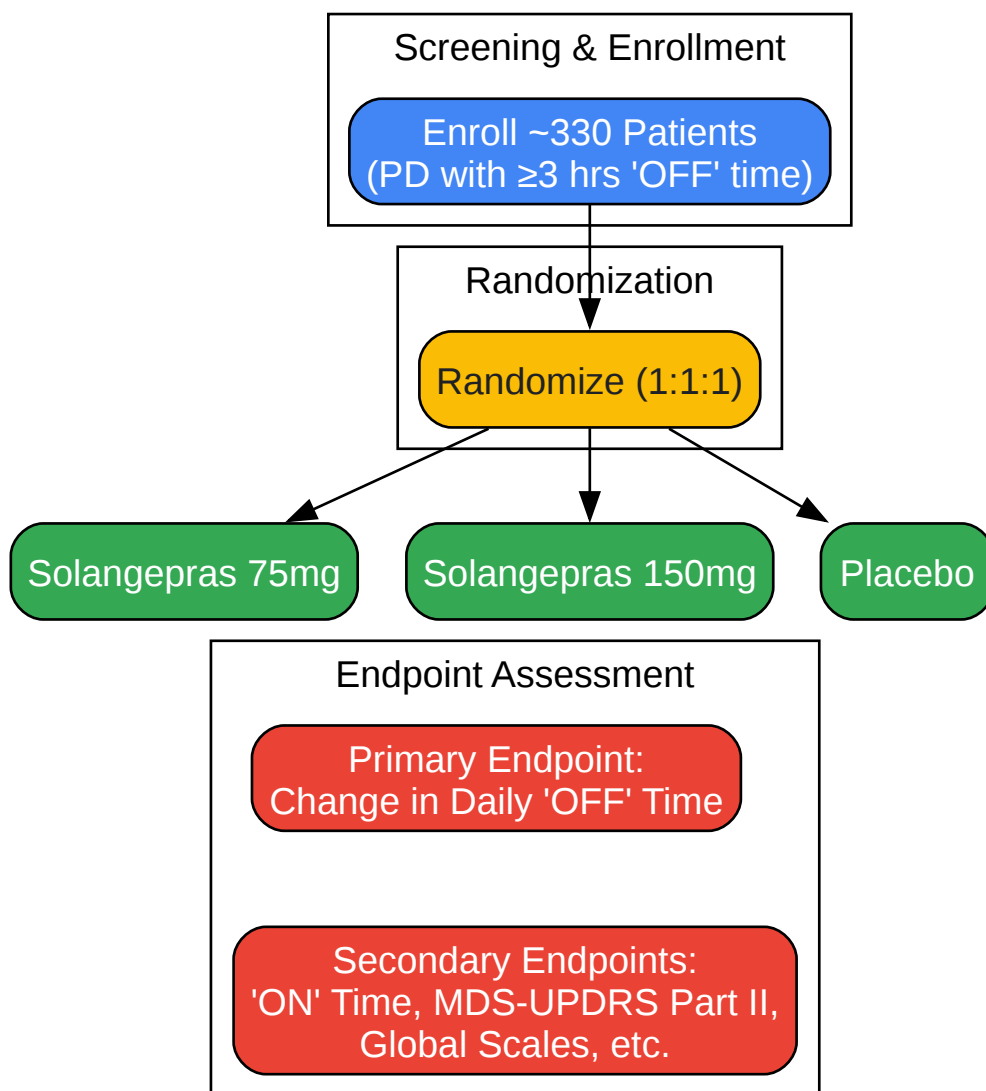 Screening & Enrollment
Enroll ~330 Patients
(PD with ≥3 hrs 'OFF' time)
Randomization
Randomize (1:1:1)
Solangepras 75mg
Solangepras 150mg
Placebo
Endpoint Assessment
Primary Endpoint:
Change in Daily 'OFF' Time
Secondary Endpoints:
'ON' Time, MDS-UPDRS Part II,
Global Scales, etc.